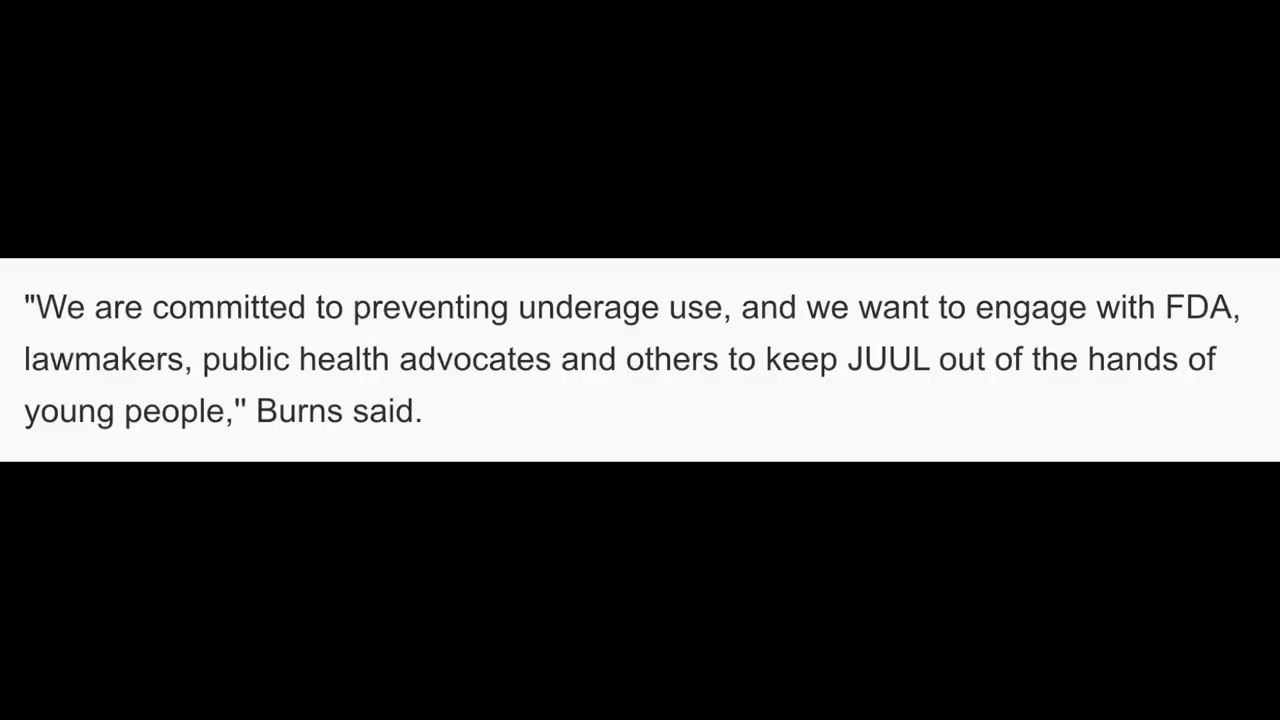 "We are committed to preventing underage use, and we want to engage with FDA,
lawmakers, public health advocates and others to keep JUUL out of the hands of
young people,'' Burns said.